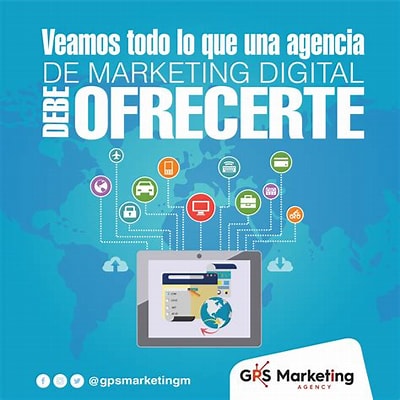 Veamos todo lo que una agencia
DE MARKETING DIGITAL
DEBE OFRECERTE
@gpsmarketingm
GPS Marketing
AGENCY